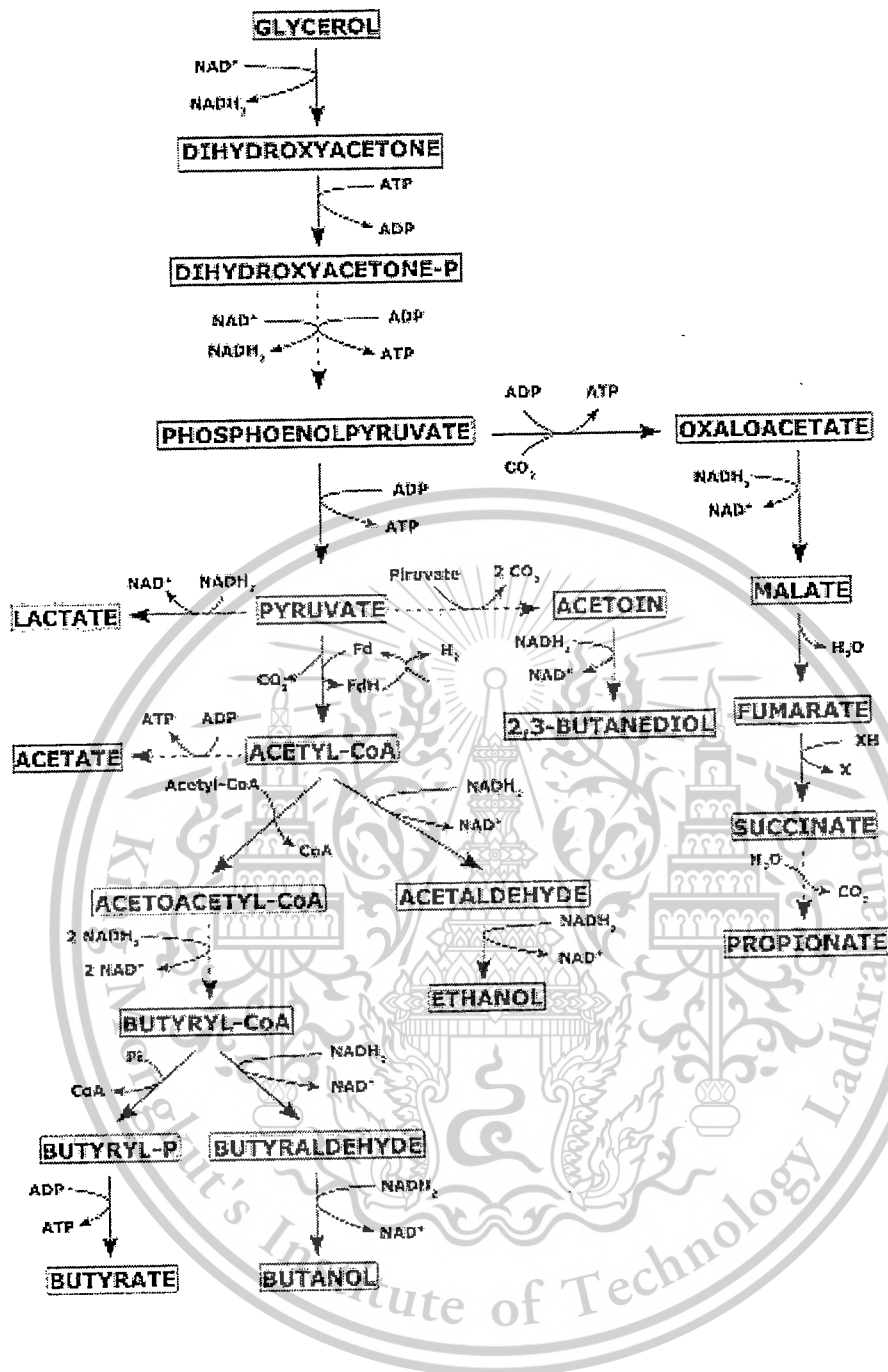 GLYCEROL
NAD⁺
NADH₂
DIHYDROXYACETONE
ATP
ADP
DIHYDROXYACETONE-P
NAD⁺ ADP
NADH₂ ATP
ADP ATP
PHOSPHOENOLPYRUVATE OXALOACETATE
CO₂
ADP NADH₂
ATP NAD⁺
NAD⁺ NADH₂ Piruvate 2 CO₂
LACTATE PYRUVATE ACETOIN MALATE
Fd H₂ NADH₂ H₂O
CO₂ FdH NAD⁺
ATP ADP 2,3-BUTANEDIOL FUMARATE
ACETATE ACETYL-CoA XH
X
Acetyl-CoA NADH₂
CoA NAD⁺ SUCCINATE
H₂O
ACETOACETYL-CoA ACETALDEHYDE CO₂
2 NADH₂ NADH₂ PROPIONATE
2 NAD⁺ NAD⁺
ETHANOL
BUTYRYL-CoA
Pi NADH₂
CoA NAD⁺
BUTYRYL-P BUTYRALDEHYDE
ADP NADH₂
ATP NAD⁺
BUTYRATE BUTANOL
King Mongkut's Institute of Technology Ladkrabang